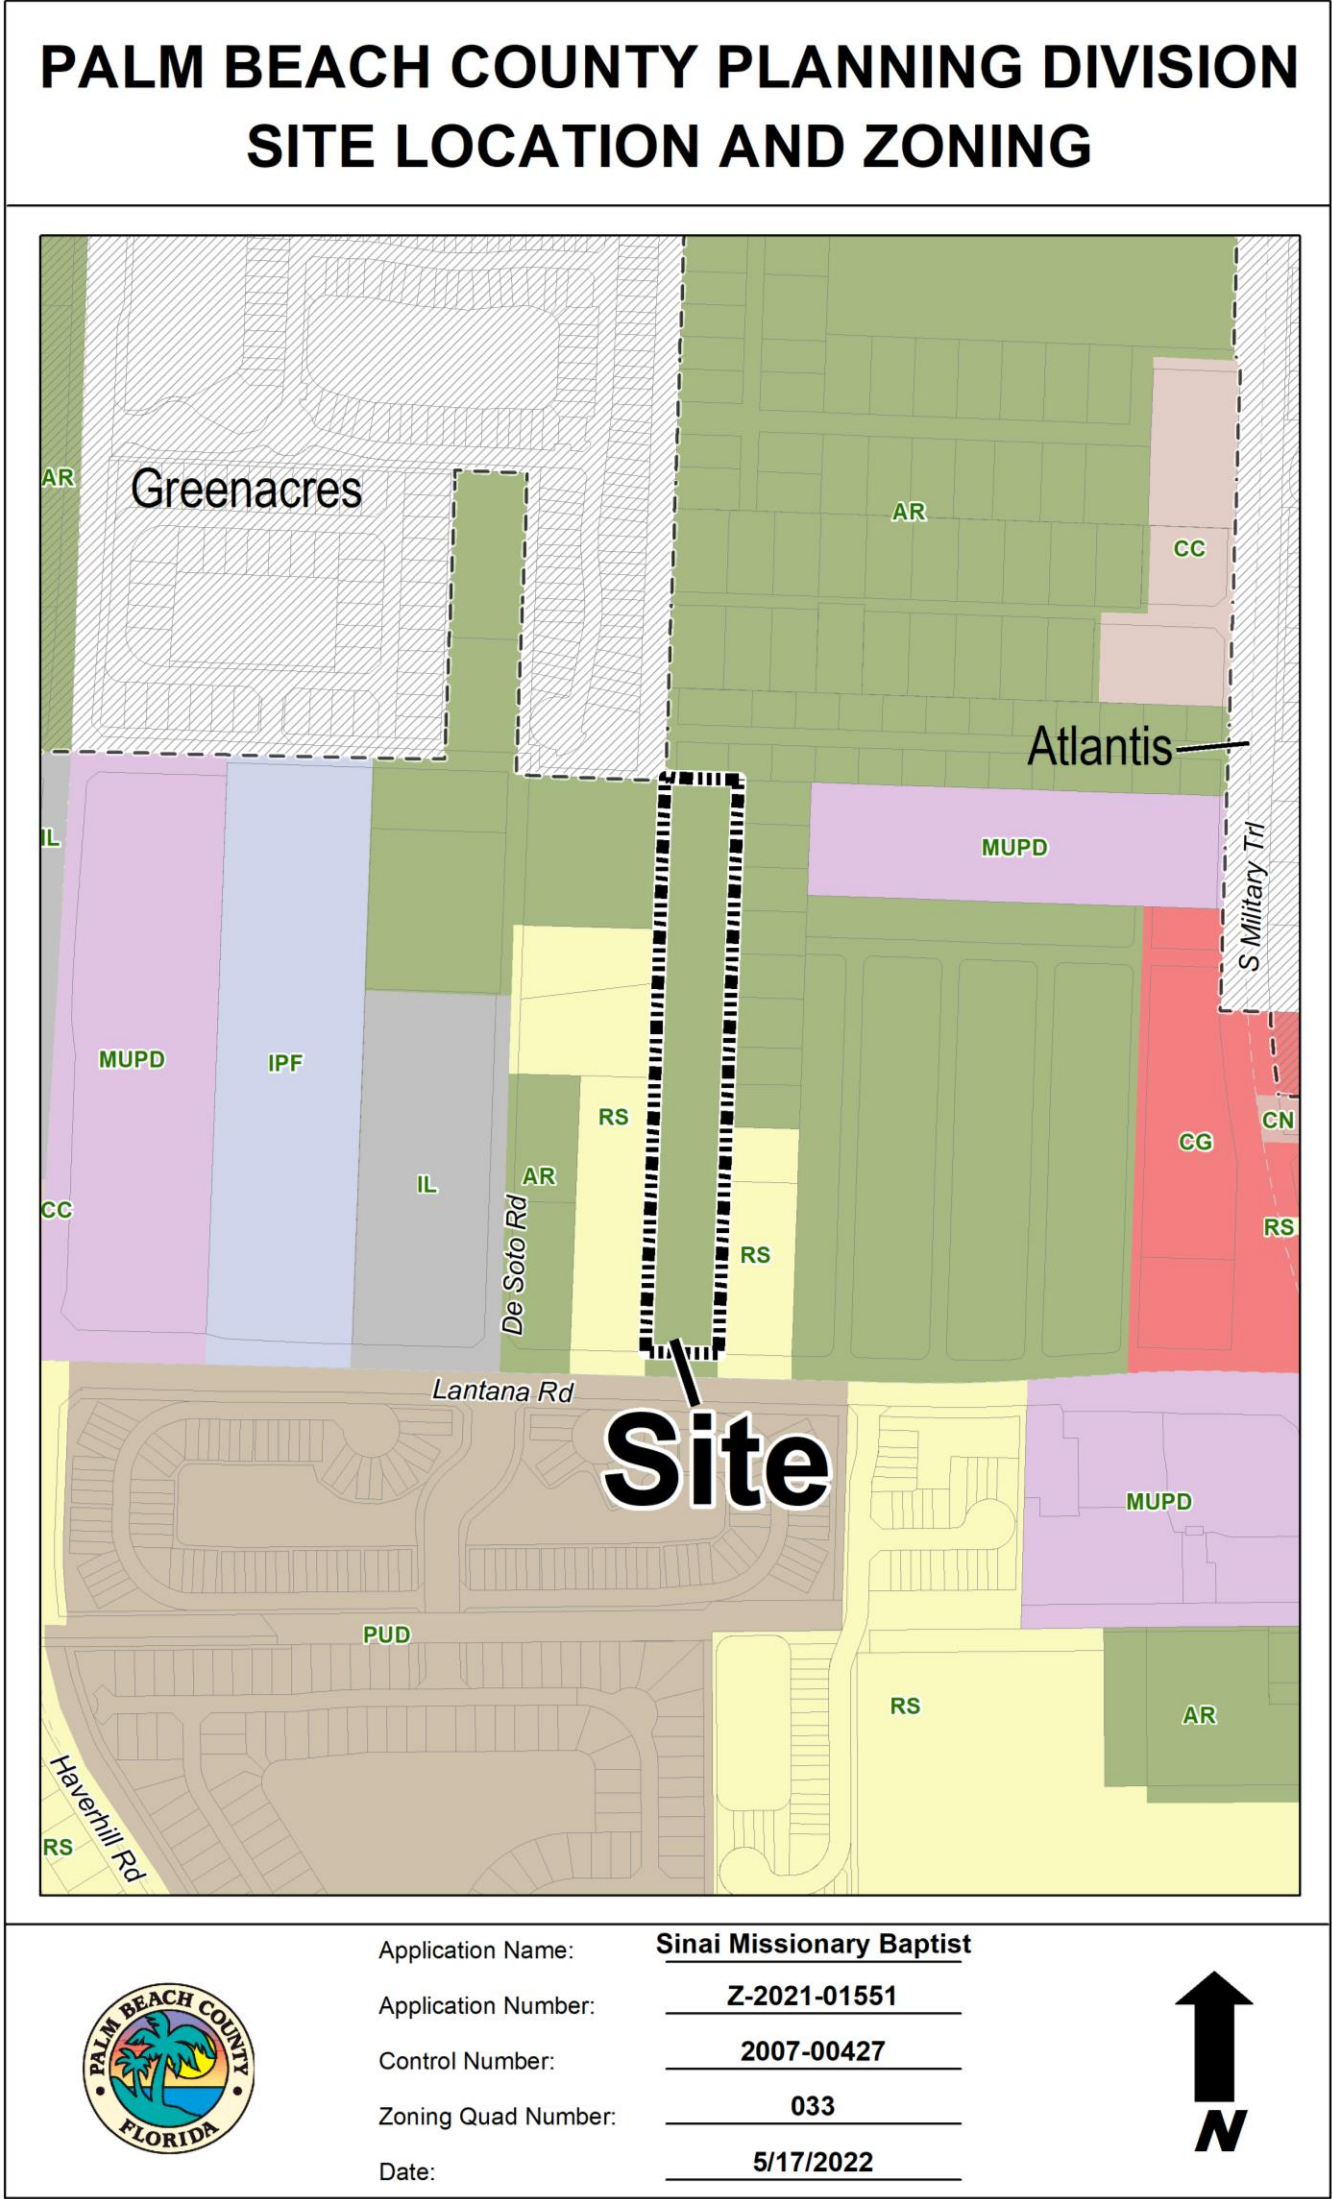 PALM BEACH COUNTY PLANNING DIVISION
SITE LOCATION AND ZONING
AR
Greenacres
AR
CC
Atlantis
IL
MUPD
S Military Trl
MUPD
IPF
RS
CN
CG
AR
IL
CC
De Soto Rd
RS
RS
Lantana Rd
Site
MUPD
PUD
RS
AR
Haverhill Rd
RS
PALM BEACH COUNTY
FLORIDA
Application Name: Sinai Missionary Baptist
Application Number: Z-2021-01551
Control Number: 2007-00427
Zoning Quad Number: 033
Date: 5/17/2022
N